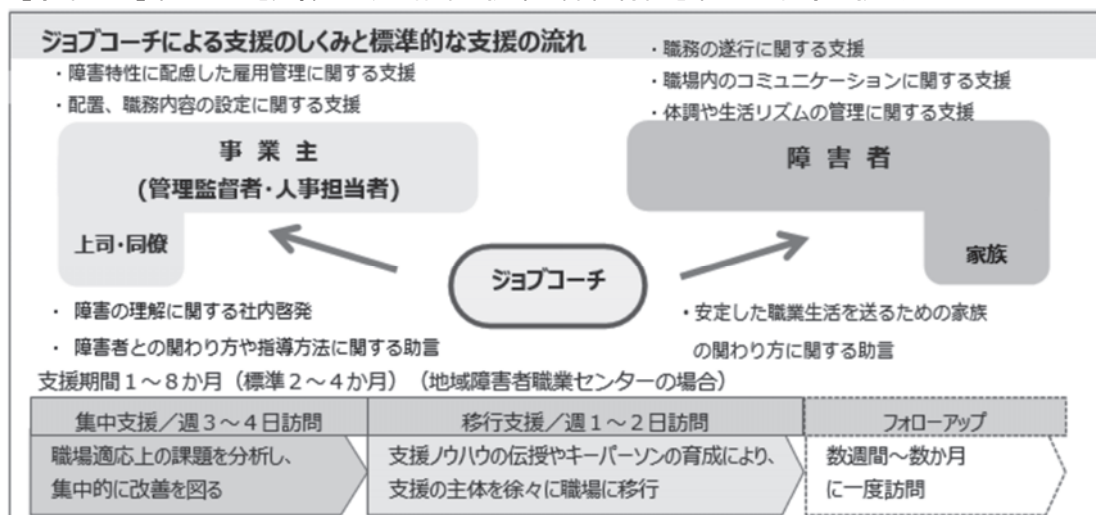 ジョブコーチによる支援のしくみと標準的な支援の流れ
・障害特性に配慮した雇用管理に関する支援
・配置、職務内容の設定に関する支援
・職務の遂行に関する支援
・職場内のコミュニケーションに関する支援
・体調や生活リズムの管理に関する支援
事業主
(管理監督者・人事担当者)
上司・同僚
障害者
家族
ジョブコーチ
・ 障害の理解に関する社内啓発
・ 障害者との関わり方や指導方法に関する助言
・安定した職業生活を送るための家族
の関わり方に関する助言
支援期間1~8か月(標準2~4か月)(地域障害者職業センターの場合)
集中支援/週3~4日訪問
職場適応上の課題を分析し、
集中的に改善を図る
移行支援/週1~2日訪問
支援ノウハウの伝授やキーパーソンの育成により、
支援の主体を徐々に職場に移行
フォローアップ
数週間~数か月
に一度訪問